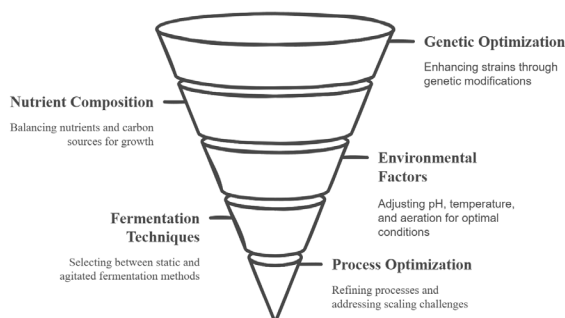 Genetic Optimization
Enhancing strains through
genetic modifications
Nutrient Composition
Balancing nutrients and carbon
sources for growth
Environmental
Factors
Adjusting pH, temperature,
and aeration for optimal
conditions
Fermentation
Techniques
Selecting between static and
agitated fermentation methods
Process Optimization
Refining processes and
addressing scaling challenges